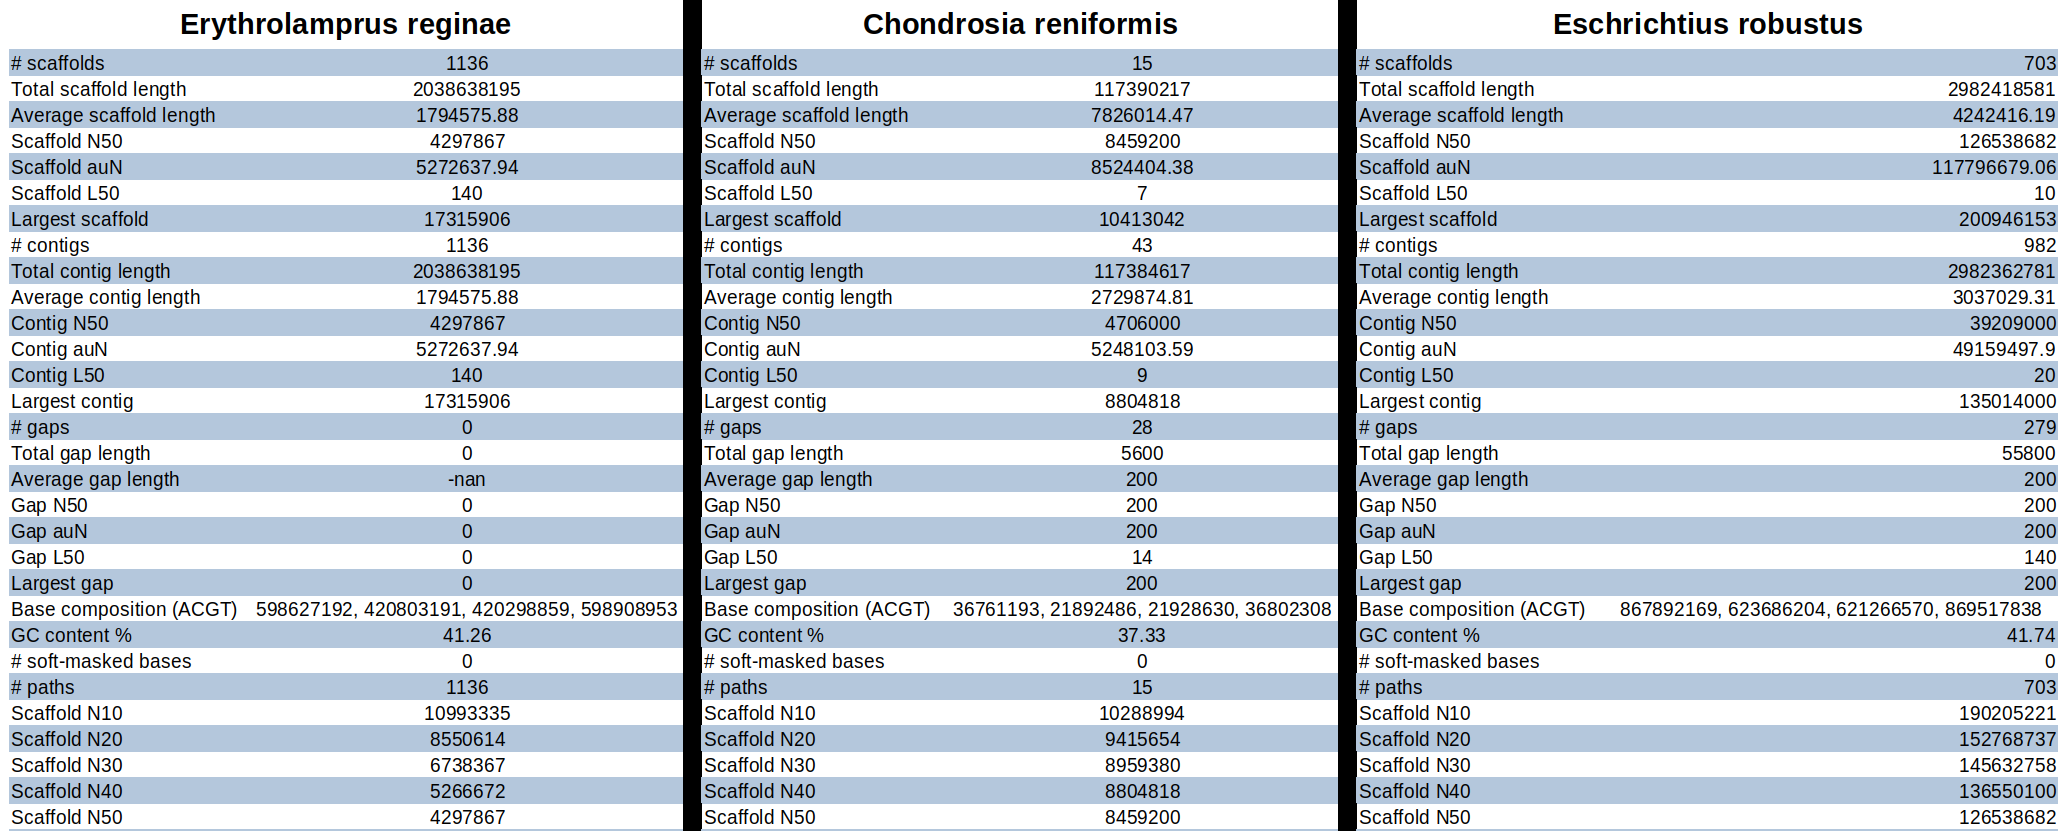 Erythrolamprus reginae
# scaffolds 1136
Total scaffold length 2038638195
Average scaffold length 1794575.88
Scaffold N50 4297867
Scaffold auN 5272637.94
Scaffold L50 140
Largest scaffold 17315906
# contigs 1136
Total contig length 2038638195
Average contig length 1794575.88
Contig N50 4297867
Contig auN 5272637.94
Contig L50 140
Largest contig 17315906
# gaps 0
Total gap length 0
Average gap length -nan
Gap N50 0
Gap auN 0
Gap L50 0
Largest gap 0
Base composition (ACGT) 598627192, 420803191, 420298859, 598908953
GC content % 41.26
# soft-masked bases 0
# paths 1136
Scaffold N10 10993335
Scaffold N20 8550614
Scaffold N30 6738367
Scaffold N40 5266672
Scaffold N50 4297867
Chondrosia reniformis
# scaffolds 15
Total scaffold length 117390217
Average scaffold length 7826014.47
Scaffold N50 8459200
Scaffold auN 8524404.38
Scaffold L50 7
Largest scaffold 10413042
# contigs 43
Total contig length 117384617
Average contig length 2729874.81
Contig N50 4706000
Contig auN 5248103.59
Contig L50 9
Largest contig 8804818
# gaps 28
Total gap length 5600
Average gap length 200
Gap N50 200
Gap auN 200
Gap L50 14
Largest gap 200
Base composition (ACGT) 36761193, 21892486, 21928630, 36802308
GC content % 37.33
# soft-masked bases 0
# paths 15
Scaffold N10 10288994
Scaffold N20 9415654
Scaffold N30 8959380
Scaffold N40 8804818
Scaffold N50 8459200
Eschrichtius robustus
# scaffolds 703
Total scaffold length 2982418581
Average scaffold length 4242416.19
Scaffold N50 126538682
Scaffold auN 117796679.06
Scaffold L50 10
Largest scaffold 200946153
# contigs 982
Total contig length 2982362781
Average contig length 3037029.31
Contig N50 39209000
Contig auN 49159497.9
Contig L50 20
Largest contig 135014000
# gaps 279
Total gap length 55800
Average gap length 200
Gap N50 200
Gap auN 200
Gap L50 140
Largest gap 200
Base composition (ACGT) 867892169, 623686204, 621266570, 869517838
GC content % 41.74
# soft-masked bases 0
# paths 703
Scaffold N10 190205221
Scaffold N20 152768737
Scaffold N30 145632758
Scaffold N40 136550100
Scaffold N50 126538682